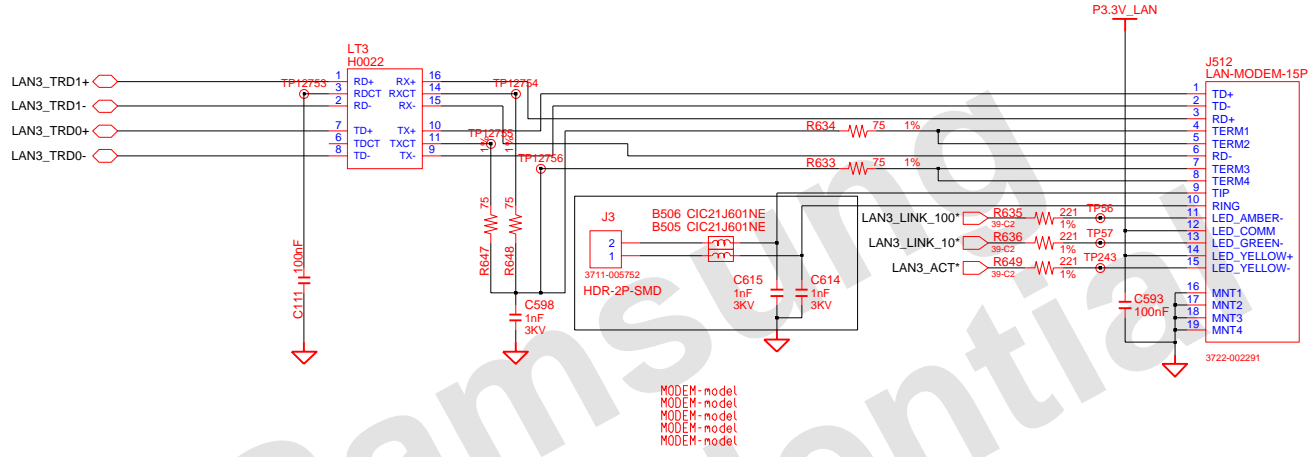 P3.3V_LAN
LT3
H0022
J512
LAN-MODEM-15P
LAN3_TRD1+
LAN3_TRD1-
LAN3_TRD0+
LAN3_TRD0-
TP12753
TP12754
TP12755
TP12756
1 RD+ RX+ 16
3 RDCT RXCT 14
2 RD- RX- 15
7 TD+ TX+ 10
6 TDCT TXCT 11
8 TD- TX- 9
1%
1%
R634 75 1%
R633 75 1%
75
75
R647
R648
C111 100nF
C598
1nF
3KV
J3
2
1
3711-005752
HDR-2P-SMD
B506 CIC21J601NE
B505 CIC21J601NE
C615
1nF
3KV
C614
1nF
3KV
LAN3_LINK_100* R635 221 TP56
39-C2 1%
LAN3_LINK_10* R636 221 TP57
39-C2 1%
LAN3_ACT* R649 221 TP243
39-C2 1%
C593
100nF
1 TD+
2 TD-
3 RD+
4 TERM1
5 TERM2
6 RD-
7 TERM3
8 TERM4
9 TIP
10 RING
11 LED_AMBER-
12 LED_COMM
13 LED_GREEN-
14 LED_YELLOW+
15 LED_YELLOW-
16 MNT1
17 MNT2
18 MNT3
19 MNT4
3722-002291
MODEM-model
MODEM-model
MODEM-model
MODEM-model
MODEM-model
Samsung